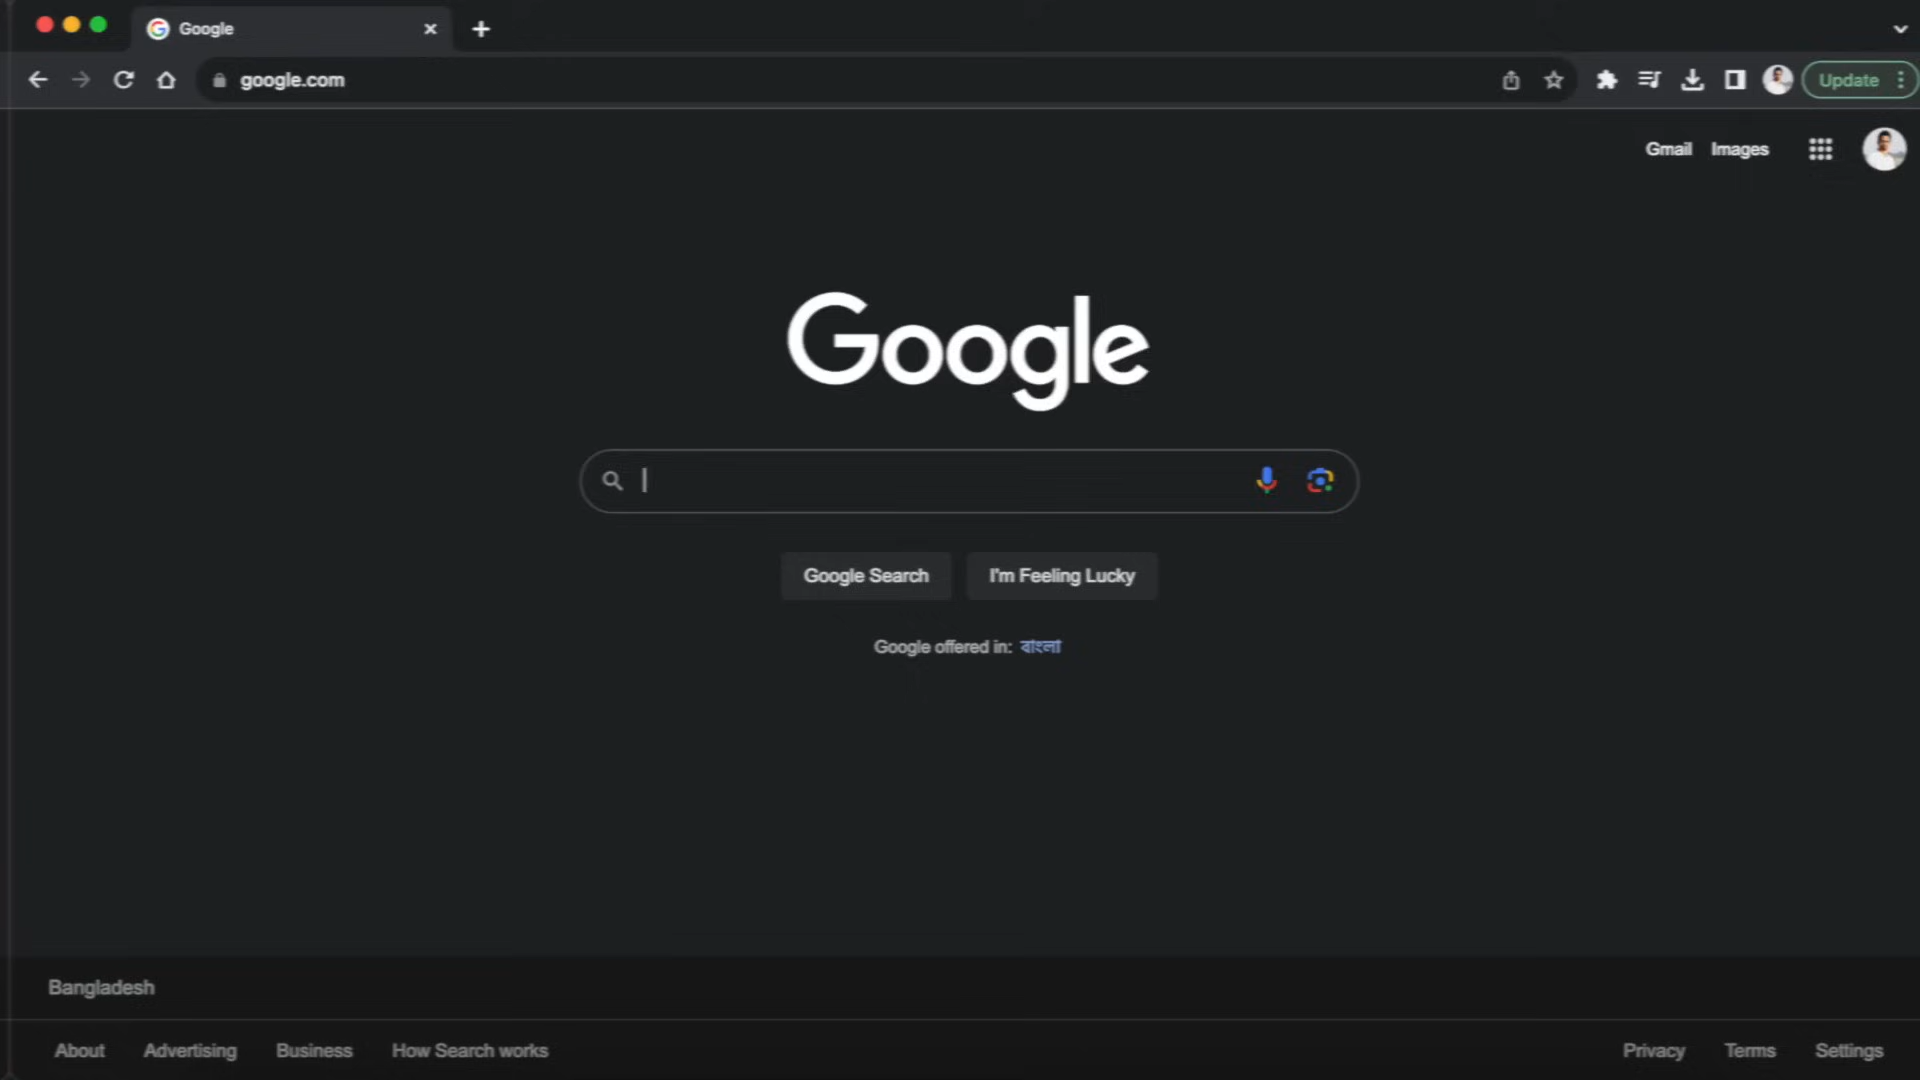 Google
google.com
Update
Gmail Images
Google
Google Search I'm Feeling Lucky
Google offered in: বাংলা
Bangladesh
About Advertising Business How Search works Privacy Terms Settings